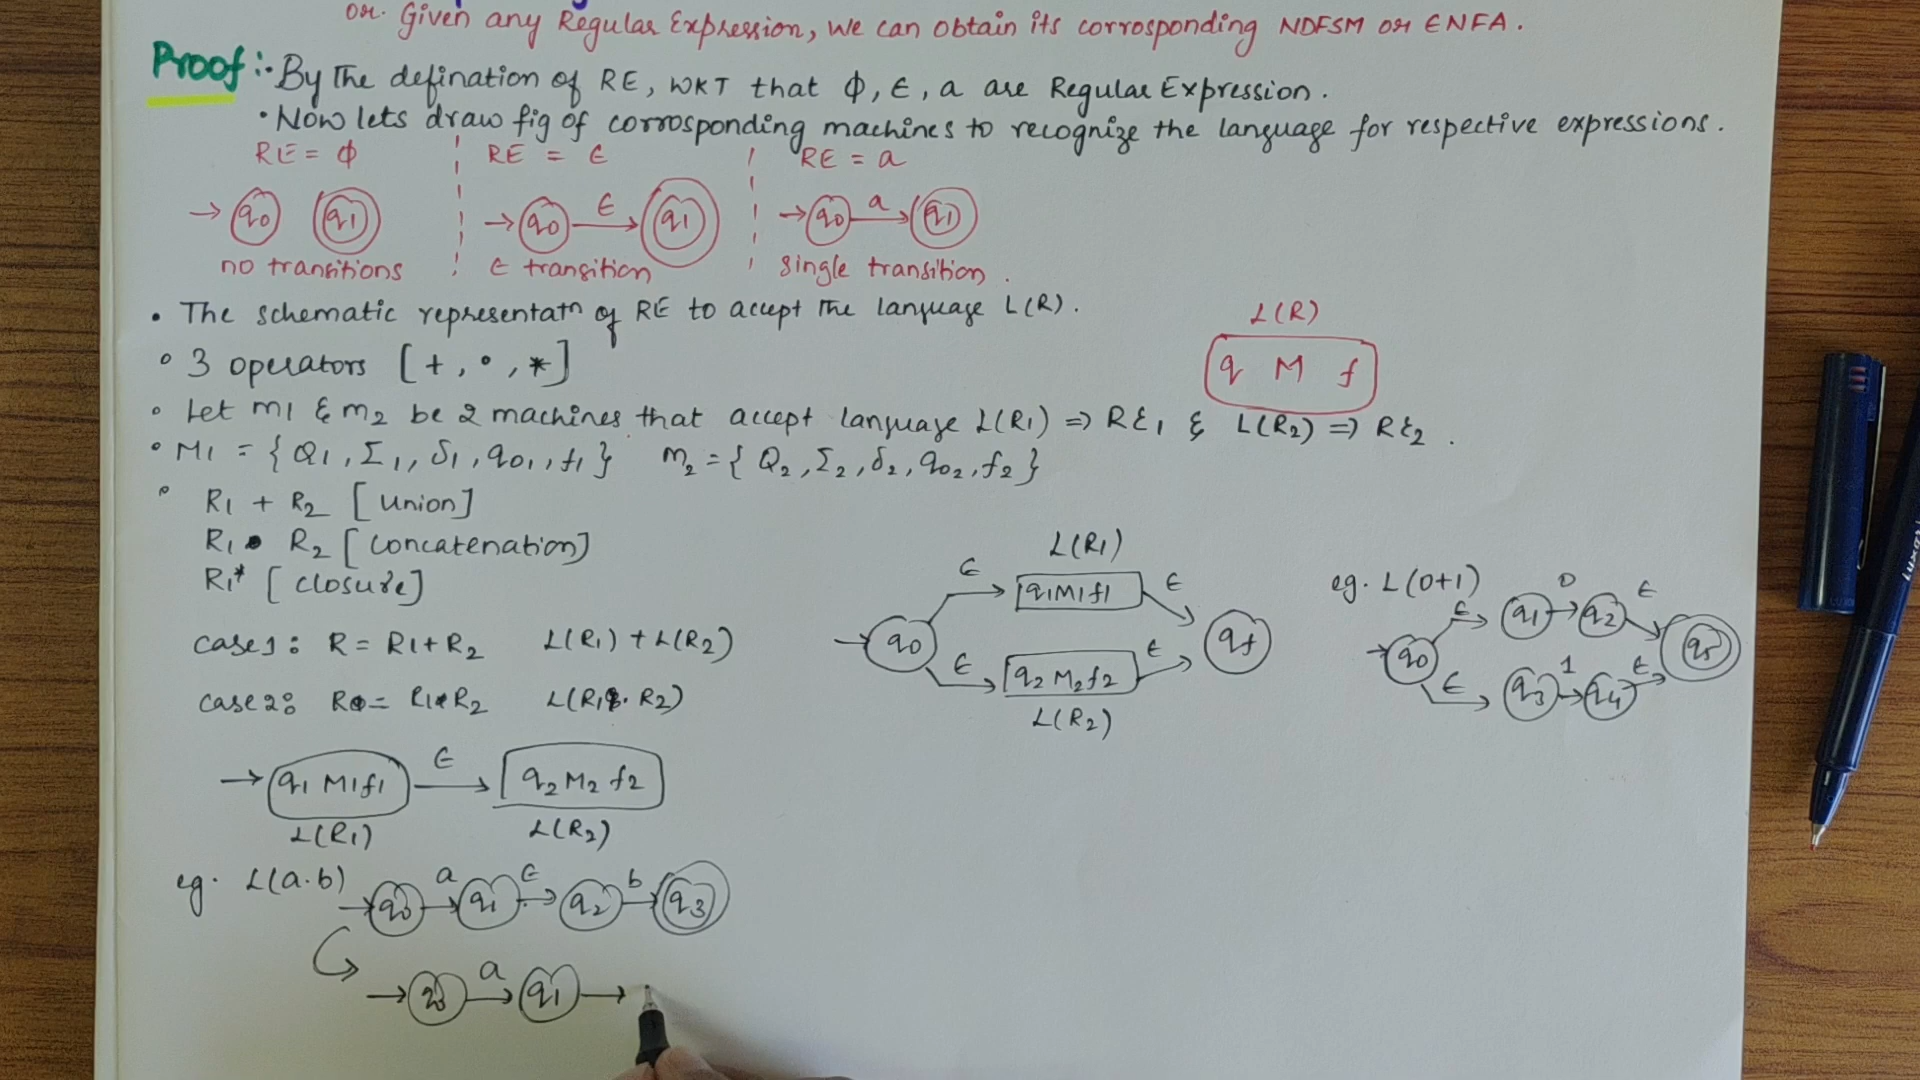 or. Given any Regular Expression, we can obtain its corrosponding NDFSM or ENFA.
Proof :- By The defination of RE, WKT that ϕ, ϵ, a are Regular Expression.
• Now lets draw fig of corrosponding machines to recognize the language for respective expressions.
RE = ϕ
RE = ϵ
RE = a
→ q0 q1
→ q0 ϵ → q1
→ q0 a → q1
no transitions
ϵ transition
single transition.
• The schematic representatn of RE to accept The language L(R).
L(R)
q M f
• 3 operators [+, •, *]
• Let m1 & m2 be 2 machines that accept language L(R1) => RE1 & L(R2) => RE2.
• M1 = {Q1, Σ1, δ1, q01, f1} M2 = {Q2, Σ2, δ2, q02, f2}
• R1 + R2 [union]
R1 • R2 [concatenation]
R1* [closure]
case1: R = R1+R2 L(R1) + L(R2)
L(R1)
→ q0 ϵ → q1M1f1 ϵ → qf
ϵ → q2 M2f2 ϵ →
L(R2)
eg. L(0+1)
→ q0 ϵ → q1 0 → q2 ϵ → q5
ϵ → q3 1 → q4 ϵ →
case2: R = R1•R2 L(R1. R2)
→ q1 M1f1 ϵ → q2 M2 f2
L(R1) L(R2)
eg. L(a.b) → q0 a → q1 ϵ → q2 b → q3
→ q0 a → q1 →